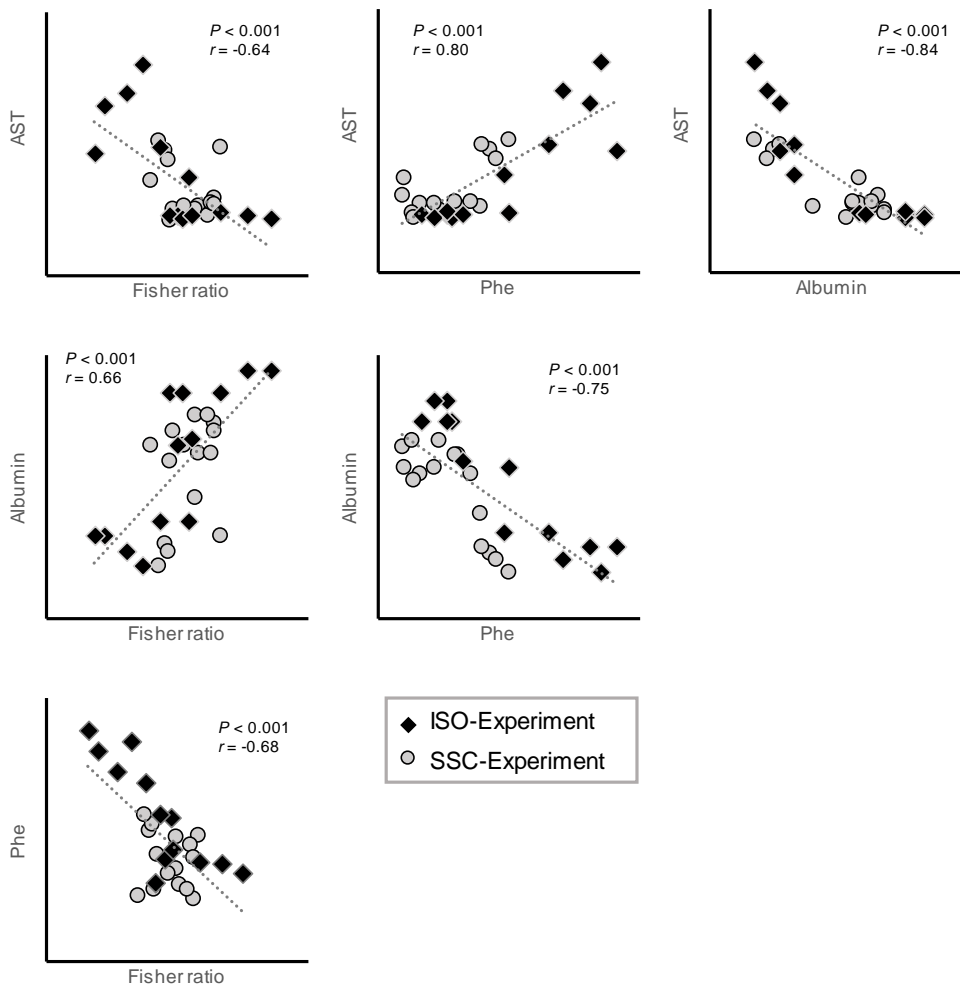 P < 0.001
r = -0.64
AST
Fisher ratio
P < 0.001
r = 0.80
AST
Phe
P < 0.001
r = -0.84
AST
Albumin
P < 0.001
r = 0.66
Albumin
Fisher ratio
P < 0.001
r = -0.75
Albumin
Phe
P < 0.001
r = -0.68
Phe
Fisher ratio
ISO-Experiment
SSC-Experiment